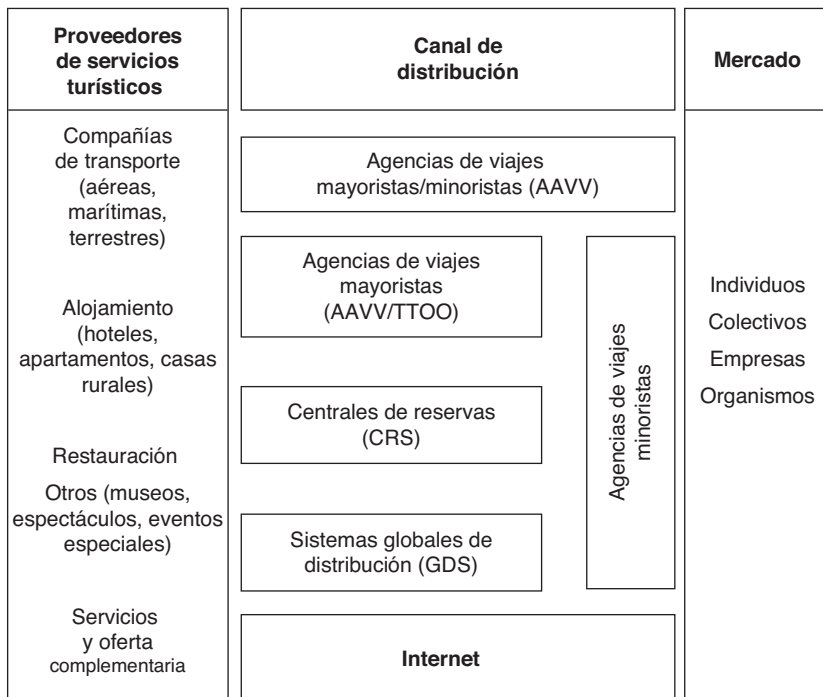 Proveedores
de servicios
turísticos
Compañías
de transporte
(aéreas,
marítimas,
terrestres)
Alojamiento
(hoteles,
apartamentos, casas
rurales)
Restauración
Otros (museos,
espectáculos, eventos
especiales)
Servicios
y oferta
complementaria
Canal de
distribución
Agencias de viajes
mayoristas/minoristas (AAVV)
Agencias de viajes
mayoristas
(AAVV/TTOO)
Centrales de reservas
(CRS)
Sistemas globales de
distribución (GDS)
Agencias de viajes
minoristas
Internet
Mercado
Individuos
Colectivos
Empresas
Organismos